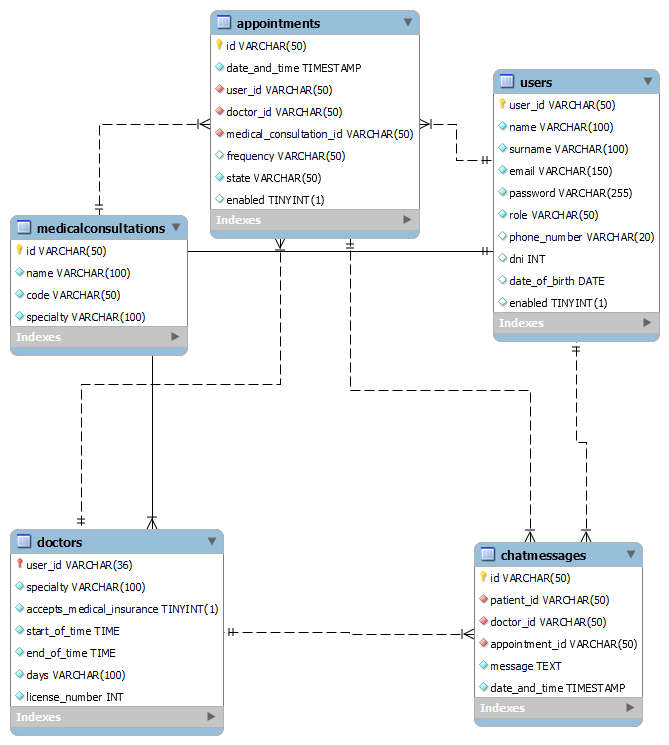 appointments
id VARCHAR(50)
date_and_time TIMESTAMP
user_id VARCHAR(50)
doctor_id VARCHAR(50)
medical_consultation_id VARCHAR(50)
frequency VARCHAR(50)
state VARCHAR(50)
enabled TINYINT(1)
Indexes
users
user_id VARCHAR(50)
name VARCHAR(100)
surname VARCHAR(100)
email VARCHAR(150)
password VARCHAR(255)
role VARCHAR(50)
phone_number VARCHAR(20)
dni INT
date_of_birth DATE
enabled TINYINT(1)
Indexes
medicalconsultations
id VARCHAR(50)
name VARCHAR(100)
code VARCHAR(50)
specialty VARCHAR(100)
Indexes
doctors
user_id VARCHAR(36)
specialty VARCHAR(100)
accepts_medical_insurance TINYINT(1)
start_of_time TIME
end_of_time TIME
days VARCHAR(100)
license_number INT
Indexes
chatmessages
id VARCHAR(50)
patient_id VARCHAR(50)
doctor_id VARCHAR(50)
appointment_id VARCHAR(50)
message TEXT
date_and_time TIMESTAMP
Indexes